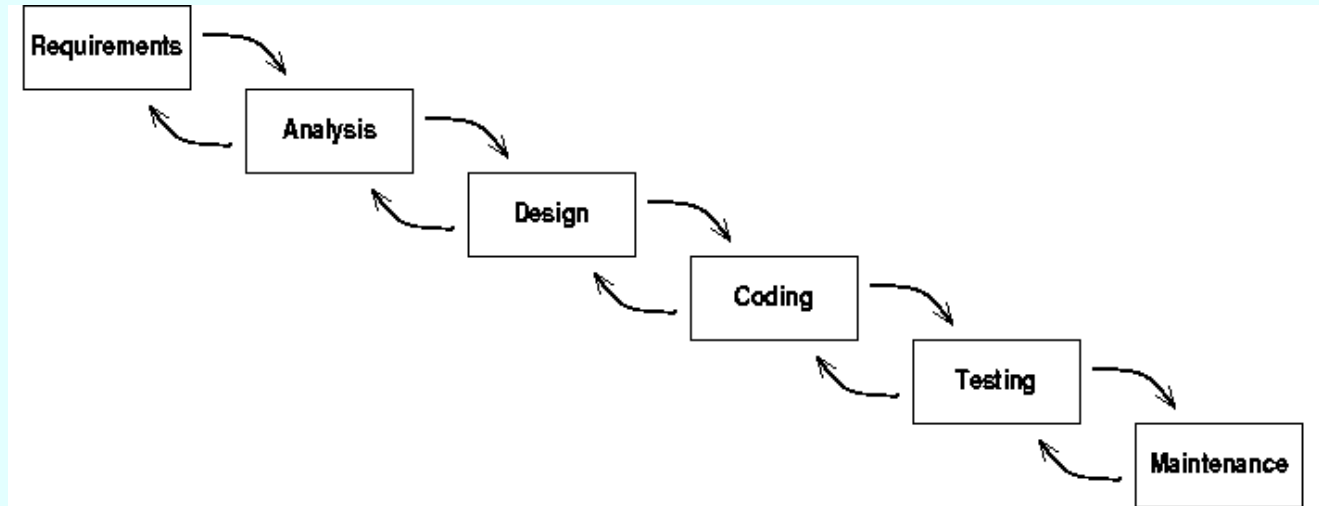 Requirements
Analysis
Design
Coding
Testing
Maintenance